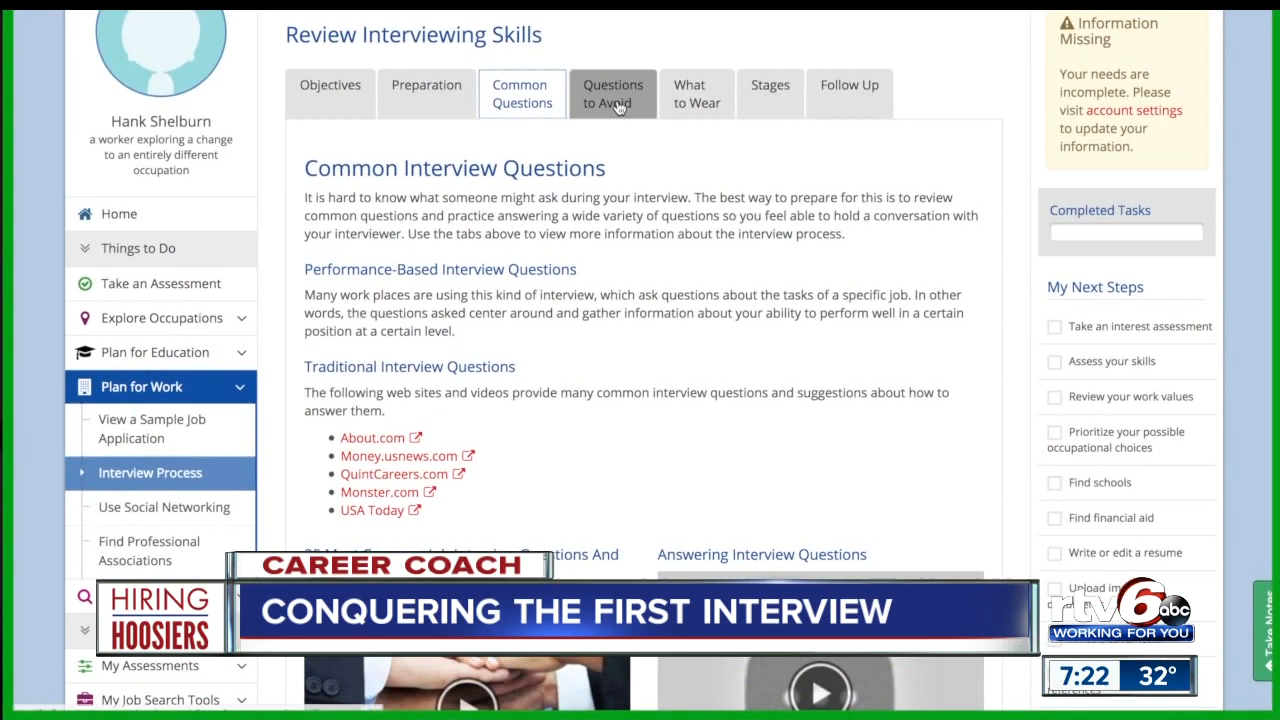 Review Interviewing Skills
Objectives
Preparation
Common
Questions
Questions
to Avoid
What
to Wear
Stages
Follow Up
Hank Shelburn
a worker exploring a change
to an entirely different
occupation
Home
Things to Do
Take an Assessment
Explore Occupations
Plan for Education
Plan for Work
View a Sample Job
Application
Interview Process
Use Social Networking
Find Professional
Associations
My Assessments
My Job Search Tools
Common Interview Questions
It is hard to know what someone might ask during your interview. The best way to prepare for this is to review
common questions and practice answering a wide variety of questions so you feel able to hold a conversation with
your interviewer. Use the tabs above to view more information about the interview process.
Performance-Based Interview Questions
Many work places are using this kind of interview, which ask questions about the tasks of a specific job. In other
words, the questions asked center around and gather information about your ability to perform well in a certain
position at a certain level.
Traditional Interview Questions
The following web sites and videos provide many common interview questions and suggestions about how to
answer them.
About.com
Money.usnews.com
QuintCareers.com
Monster.com
USA Today
Questions And
Answering Interview Questions
Information
Missing
Your needs are
incomplete. Please
visit account settings
to update your
information.
Completed Tasks
My Next Steps
Take an interest assessment
Assess your skills
Review your work values
Prioritize your possible
occupational choices
Find schools
Find financial aid
Write or edit a resume
Take Notes
CAREER COACH
HIRING
HOOSIERS
CONQUERING THE FIRST INTERVIEW
rtv6 abc
WORKING FOR YOU
7:22 32°